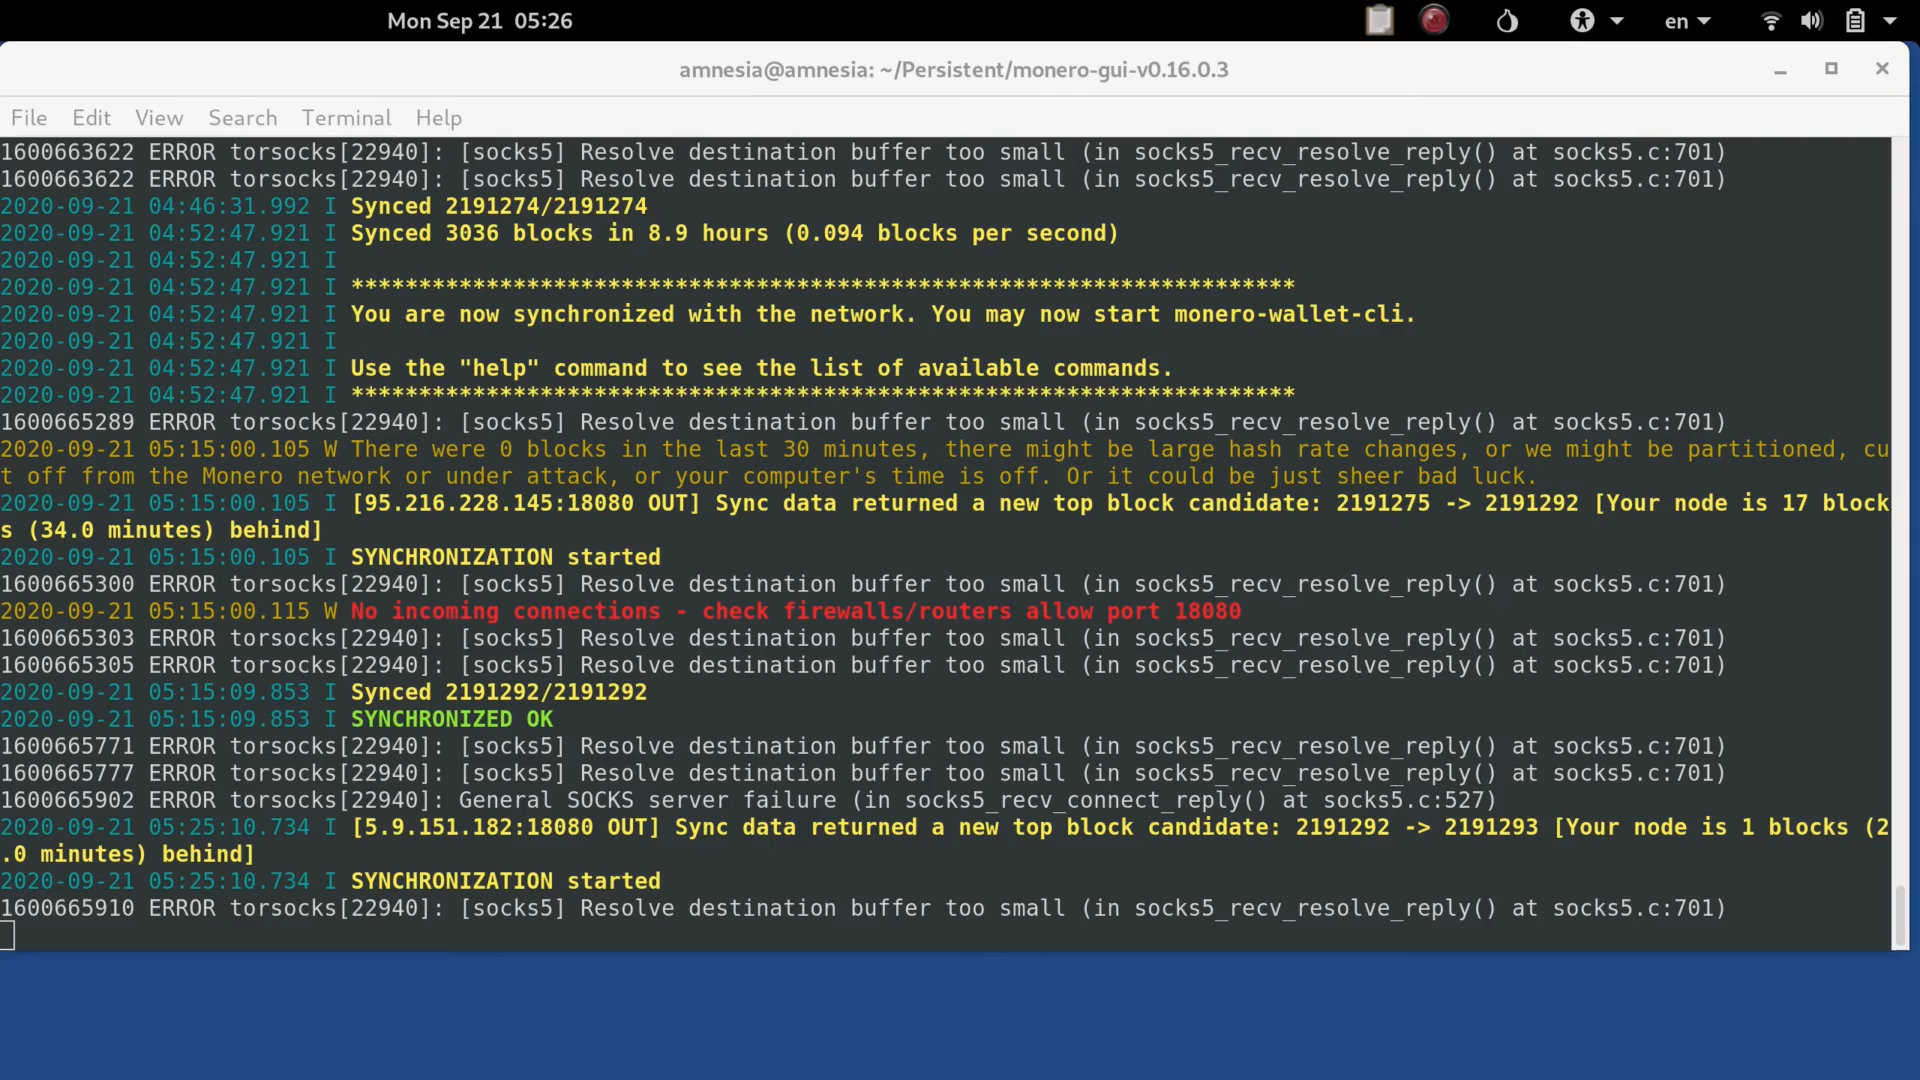 Mon Sep 21  05:26
en
amnesia@amnesia: ~/Persistent/monero-gui-v0.16.0.3
File Edit View Search Terminal Help
1600663622 ERROR torsocks[22940]: [socks5] Resolve destination buffer too small (in socks5_recv_resolve_reply() at socks5.c:701)
1600663622 ERROR torsocks[22940]: [socks5] Resolve destination buffer too small (in socks5_recv_resolve_reply() at socks5.c:701)
2020-09-21 04:46:31.992 I Synced 2191274/2191274
2020-09-21 04:52:47.921 I Synced 3036 blocks in 8.9 hours (0.094 blocks per second)
2020-09-21 04:52:47.921 I
2020-09-21 04:52:47.921 I **********************************************************************
2020-09-21 04:52:47.921 I You are now synchronized with the network. You may now start monero-wallet-cli.
2020-09-21 04:52:47.921 I
2020-09-21 04:52:47.921 I Use the "help" command to see the list of available commands.
2020-09-21 04:52:47.921 I **********************************************************************
1600665289 ERROR torsocks[22940]: [socks5] Resolve destination buffer too small (in socks5_recv_resolve_reply() at socks5.c:701)
2020-09-21 05:15:00.105 W There were 0 blocks in the last 30 minutes, there might be large hash rate changes, or we might be partitioned, cu
t off from the Monero network or under attack, or your computer's time is off. Or it could be just sheer bad luck.
2020-09-21 05:15:00.105 I [95.216.228.145:18080 OUT] Sync data returned a new top block candidate: 2191275 -> 2191292 [Your node is 17 block
s (34.0 minutes) behind]
2020-09-21 05:15:00.105 I SYNCHRONIZATION started
1600665300 ERROR torsocks[22940]: [socks5] Resolve destination buffer too small (in socks5_recv_resolve_reply() at socks5.c:701)
2020-09-21 05:15:00.115 W No incoming connections - check firewalls/routers allow port 18080
1600665303 ERROR torsocks[22940]: [socks5] Resolve destination buffer too small (in socks5_recv_resolve_reply() at socks5.c:701)
1600665305 ERROR torsocks[22940]: [socks5] Resolve destination buffer too small (in socks5_recv_resolve_reply() at socks5.c:701)
2020-09-21 05:15:09.853 I Synced 2191292/2191292
2020-09-21 05:15:09.853 I SYNCHRONIZED OK
1600665771 ERROR torsocks[22940]: [socks5] Resolve destination buffer too small (in socks5_recv_resolve_reply() at socks5.c:701)
1600665777 ERROR torsocks[22940]: [socks5] Resolve destination buffer too small (in socks5_recv_resolve_reply() at socks5.c:701)
1600665902 ERROR torsocks[22940]: General SOCKS server failure (in socks5_recv_connect_reply() at socks5.c:527)
2020-09-21 05:25:10.734 I [5.9.151.182:18080 OUT] Sync data returned a new top block candidate: 2191292 -> 2191293 [Your node is 1 blocks (2
.0 minutes) behind]
2020-09-21 05:25:10.734 I SYNCHRONIZATION started
1600665910 ERROR torsocks[22940]: [socks5] Resolve destination buffer too small (in socks5_recv_resolve_reply() at socks5.c:701)